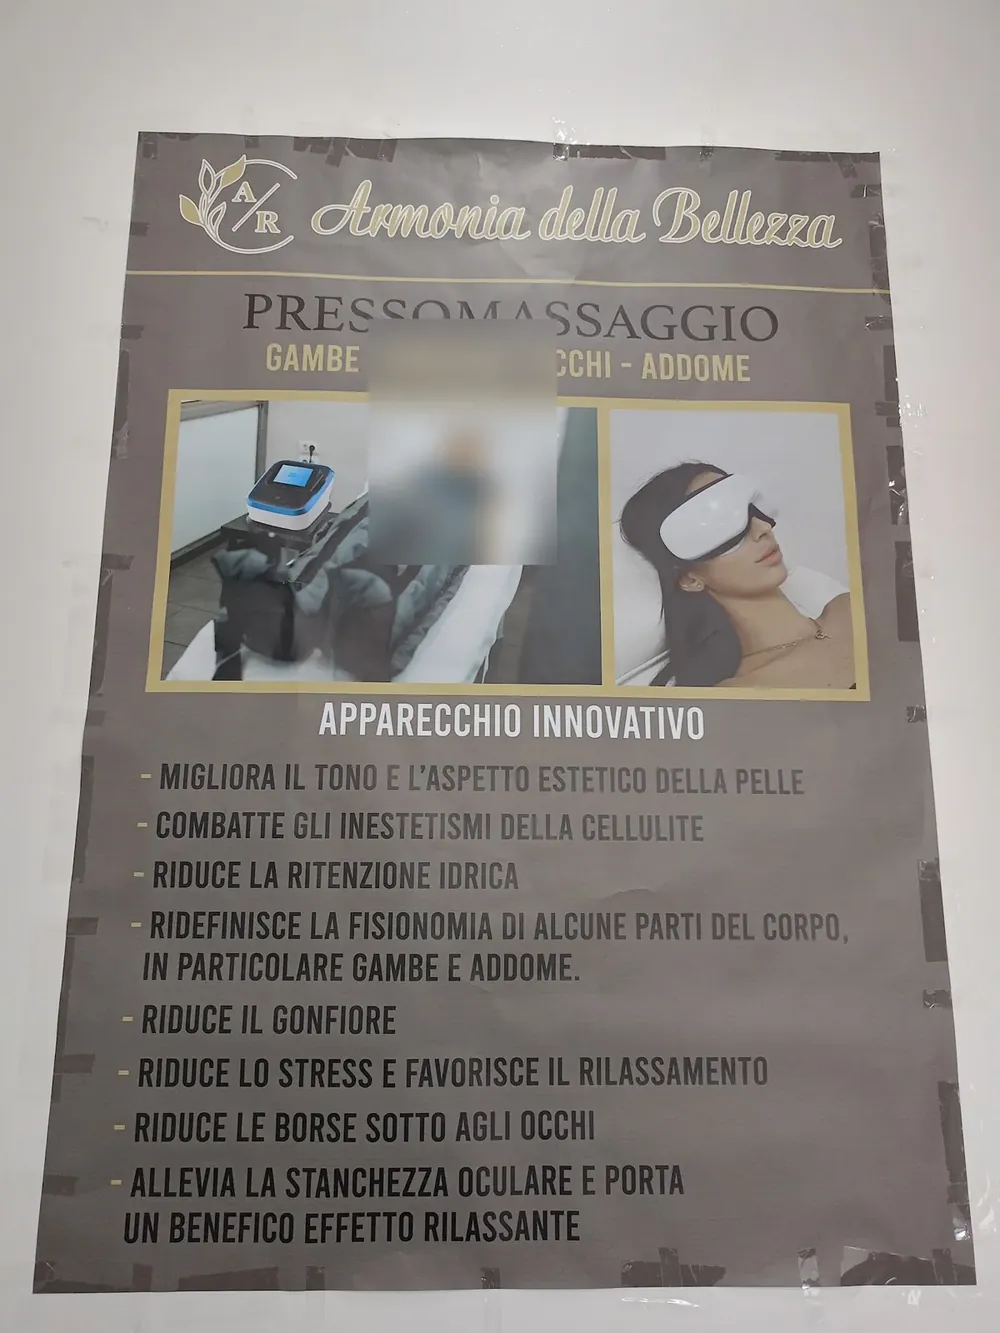 A/R
Armonia della Bellezza
PRESSOMASSAGGIO
GAMBE - ADDOME
APPARECCHIO INNOVATIVO
- MIGLIORA IL TONO E L'ASPETTO ESTETICO DELLA PELLE
- COMBATTE GLI INESTETISMI DELLA CELLULITE
- RIDUCE LA RITENZIONE IDRICA
- RIDEFINISCE LA FISIONOMIA DI ALCUNE PARTI DEL CORPO,
IN PARTICOLARE GAMBE E ADDOME.
- RIDUCE IL GONFIORE
- RIDUCE LO STRESS E FAVORISCE IL RILASSAMENTO
- RIDUCE LE BORSE SOTTO AGLI OCCHI
- ALLEVIA LA STANCHEZZA OCULARE E PORTA
UN BENEFICO EFFETTO RILASSANTE